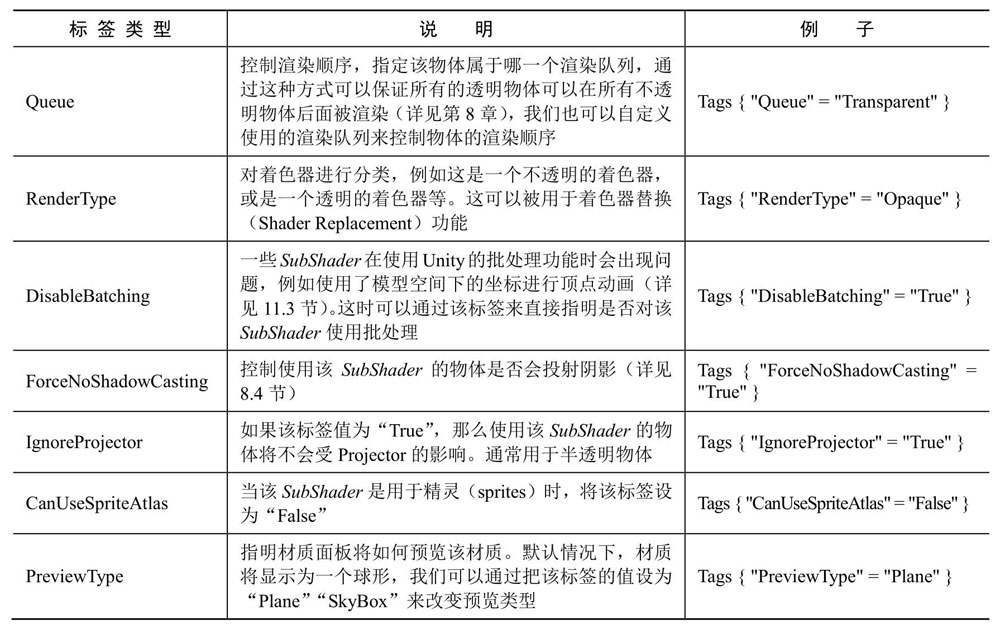 标签类型 说明 例子
Queue
控制渲染顺序，指定该物体属于哪一个渲染队列，通
过这种方式可以保证所有的透明物体可以在所有不透
明物体后面被渲染（详见第 8 章），我们也可以自定义
使用的渲染队列来控制物体的渲染顺序
Tags { "Queue" = "Transparent" }
RenderType
对着色器进行分类，例如这是一个不透明的着色器，
或是一个透明的着色器等。这可以被用于着色器替换
（Shader Replacement）功能
Tags { "RenderType" = "Opaque" }
DisableBatching
一些 SubShader 在使用 Unity 的批处理功能时会出现问
题，例如使用了模型空间下的坐标进行顶点动画（详
见 11.3 节）。这时可以通过该标签来直接指明是否对该
SubShader 使用批处理
Tags { "DisableBatching" = "True" }
ForceNoShadowCasting
控制使用该 SubShader 的物体是否会投射阴影（详见
8.4 节）
Tags { "ForceNoShadowCasting" =
"True" }
IgnoreProjector
如果该标签值为“True”，那么使用该 SubShader 的物
体将不会受 Projector 的影响。通常用于半透明物体
Tags { "IgnoreProjector" = "True" }
CanUseSpriteAtlas
当该 SubShader 是用于精灵（sprites）时，将该标签设
为“False”
Tags { "CanUseSpriteAtlas" = "False" }
PreviewType
指明材质面板将如何预览该材质。默认情况下，材质
将显示为一个球形，我们可以通过把该标签的值设为
“Plane”“SkyBox”来改变预览类型
Tags { "PreviewType" = "Plane" }